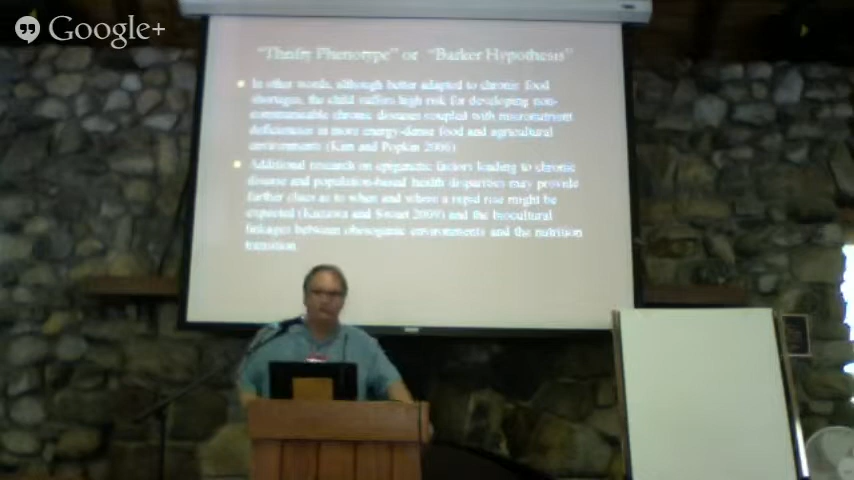 Google+
"Thrifty Phenotype" or "Barker Hypothesis"
In other words, although better adapted to chronic food
shortages, the child suffers high risk for developing non-
communicable chronic diseases coupled with micronutrient
deficiencies in more energy-dense food and agricultural
environments (Kim and Popkin 2006)
Additional research on epigenetic factors leading to chronic
disease and population-based health disparities may provide
further clues as to when and where a rapid rise might be
expected (Kuzawa and Sweet 2009) and the biocultural
linkages between obesogenic environments and the nutrition
transition